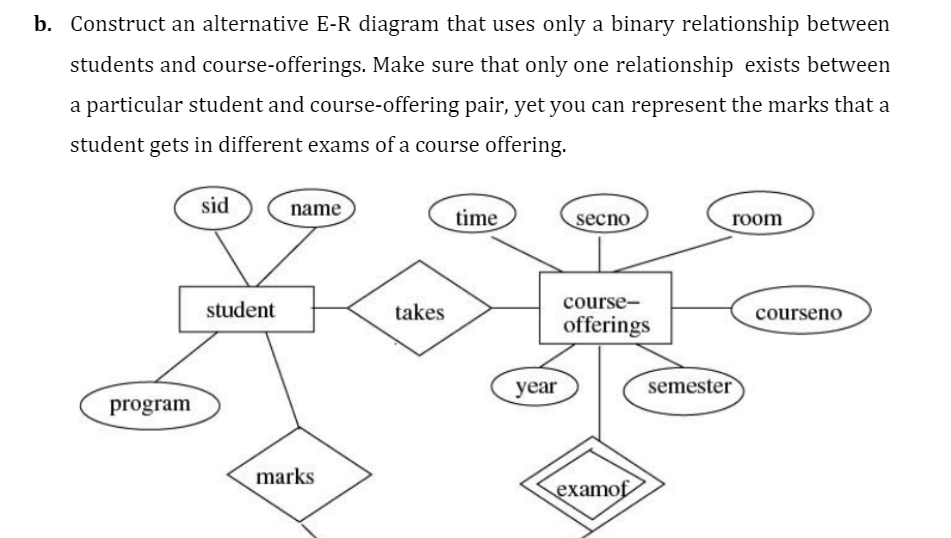 b. Construct an alternative E-R diagram that uses only a binary relationship between
students and course-offerings. Make sure that only one relationship exists between
a particular student and course-offering pair, yet you can represent the marks that a
student gets in different exams of a course offering.
sid
name
time
secno
room
student
takes
course-
offerings
courseno
program
year
semester
marks
examof